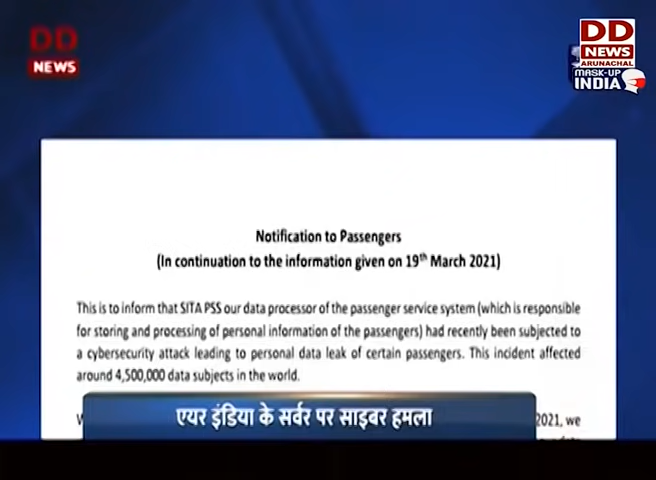 DD
NEWS
DD
NEWS
ARUNACHAL
MASK-UP
INDIA
Notification to Passengers
(In continuation to the information given on 19th March 2021)
This is to inform that SITA PSS our data processor of the passenger service system (which is responsible
for storing and processing of personal information of the passengers) had recently been subjected to
a cybersecurity attack leading to personal data leak of certain passengers. This incident affected
around 4,500,000 data subjects in the world.
2021, we
एयर इंडिया के सर्वर पर साइबर हमला